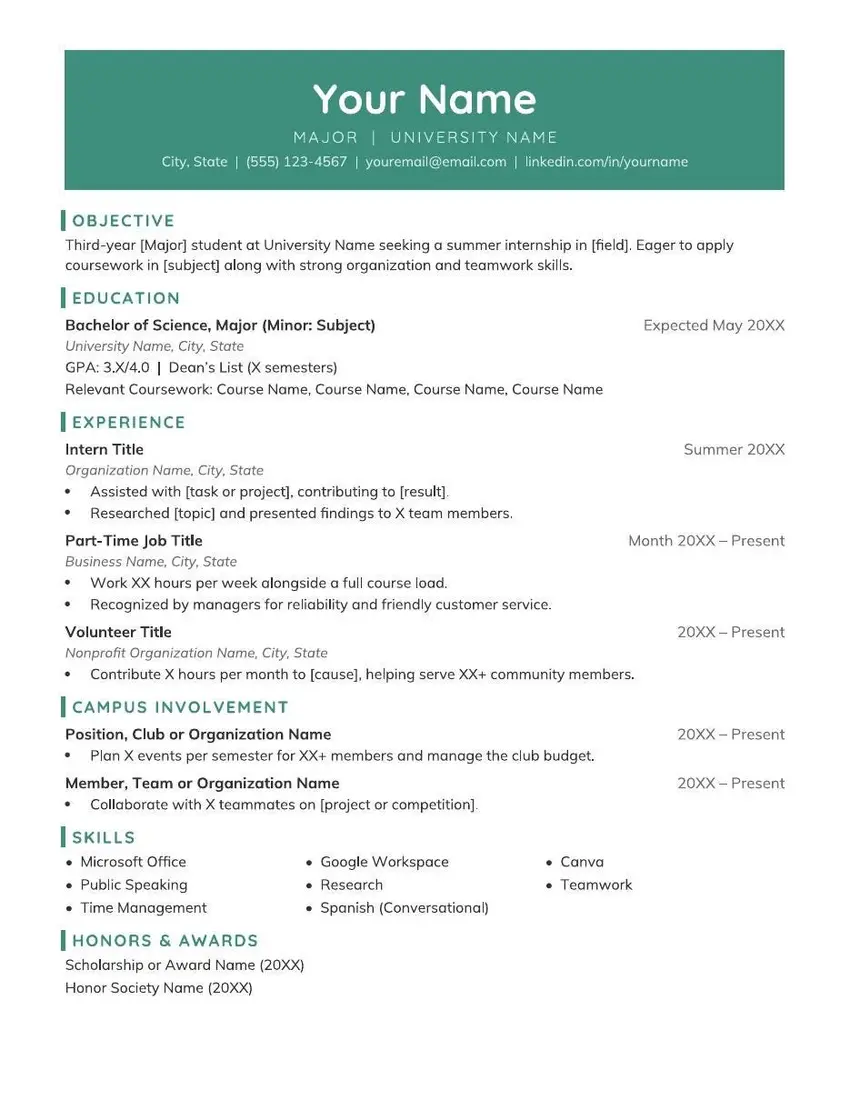 Your Name
MAJOR | UNIVERSITY NAME
City, State | (555) 123-4567 | youremail@email.com | linkedin.com/in/yourname
OBJECTIVE
Third-year [Major] student at University Name seeking a summer internship in [field]. Eager to apply
coursework in [subject] along with strong organization and teamwork skills.
EDUCATION
Bachelor of Science, Major (Minor: Subject) Expected May 20XX
University Name, City, State
GPA: 3.X/4.0 | Dean's List (X semesters)
Relevant Coursework: Course Name, Course Name, Course Name, Course Name
EXPERIENCE
Intern Title Summer 20XX
Organization Name, City, State
• Assisted with [task or project], contributing to [result].
• Researched [topic] and presented findings to X team members.
Part-Time Job Title Month 20XX – Present
Business Name, City, State
• Work XX hours per week alongside a full course load.
• Recognized by managers for reliability and friendly customer service.
Volunteer Title 20XX – Present
Nonprofit Organization Name, City, State
• Contribute X hours per month to [cause], helping serve XX+ community members.
CAMPUS INVOLVEMENT
Position, Club or Organization Name 20XX – Present
• Plan X events per semester for XX+ members and manage the club budget.
Member, Team or Organization Name 20XX – Present
• Collaborate with X teammates on [project or competition].
SKILLS
• Microsoft Office • Google Workspace • Canva
• Public Speaking • Research • Teamwork
• Time Management • Spanish (Conversational)
HONORS & AWARDS
Scholarship or Award Name (20XX)
Honor Society Name (20XX)